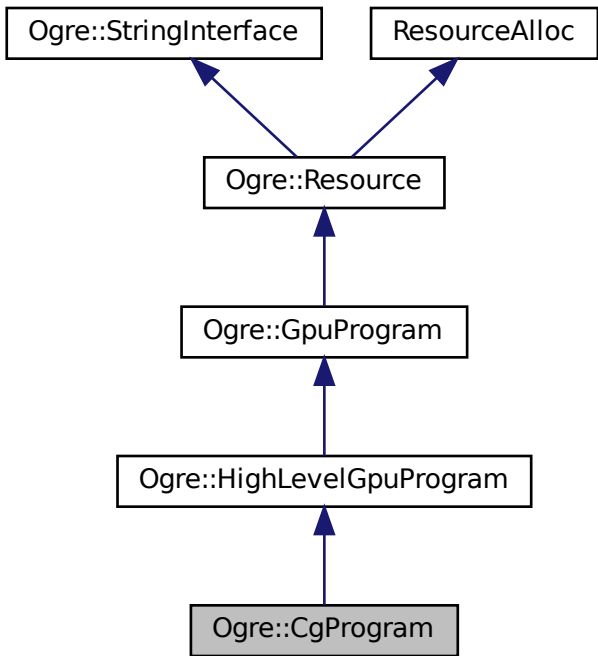 Ogre::StringInterface
ResourceAlloc
Ogre::Resource
Ogre::GpuProgram
Ogre::HighLevelGpuProgram
Ogre::CgProgram